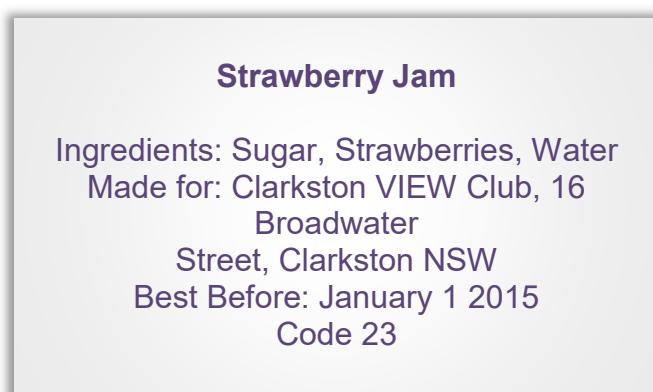 Strawberry Jam
Ingredients: Sugar, Strawberries, Water
Made for: Clarkston VIEW Club, 16
Broadwater
Street, Clarkston NSW
Best Before: January 1 2015
Code 23